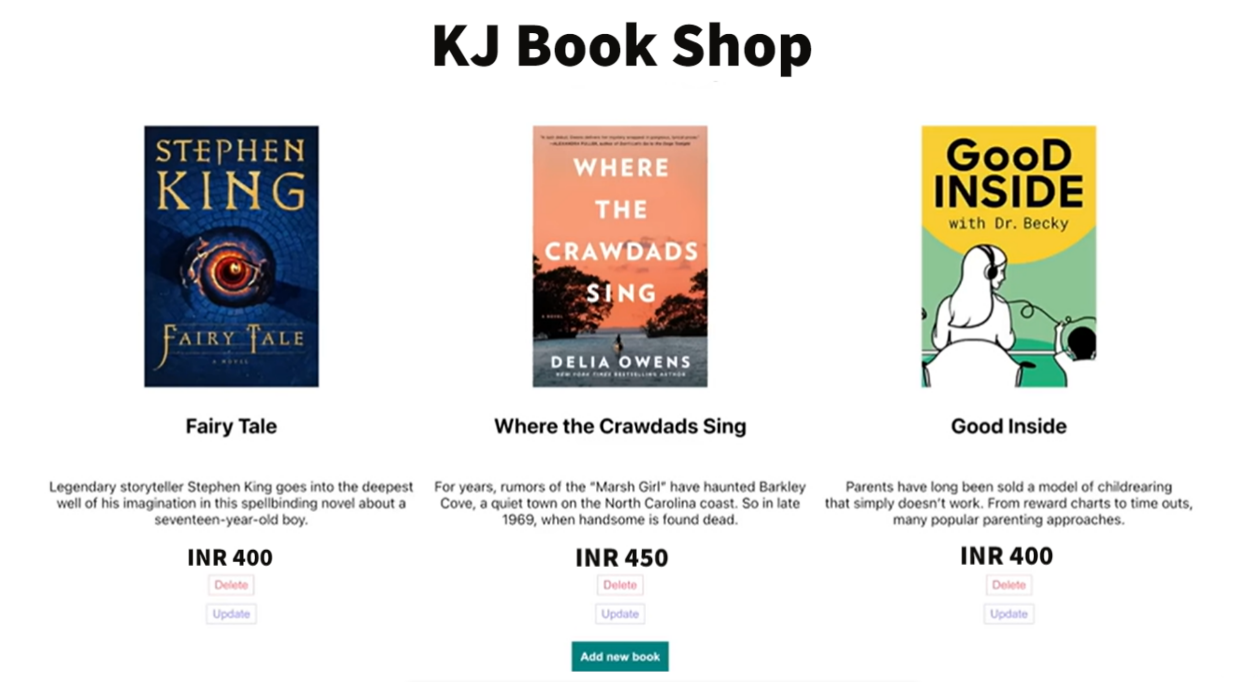 KJ Book Shop
STEPHEN
KING
FAIRY TALE
A NOVEL
WHERE
THE
CRAWDADS
SING
A NOVEL
DELIA OWENS
NEW YORK TIMES BESTSELLING AUTHOR
GooD
INSIDE
with Dr. Becky
Fairy Tale
Where the Crawdads Sing
Good Inside
Legendary storyteller Stephen King goes into the deepest
well of his imagination in this spellbinding novel about a
seventeen-year-old boy.
For years, rumors of the “Marsh Girl” have haunted Barkley
Cove, a quiet town on the North Carolina coast. So in late
1969, when handsome is found dead.
Parents have long been sold a model of childrearing
that simply doesn’t work. From reward charts to time outs,
many popular parenting approaches.
INR 400
INR 450
INR 400
Delete
Delete
Delete
Update
Update
Update
Add new book